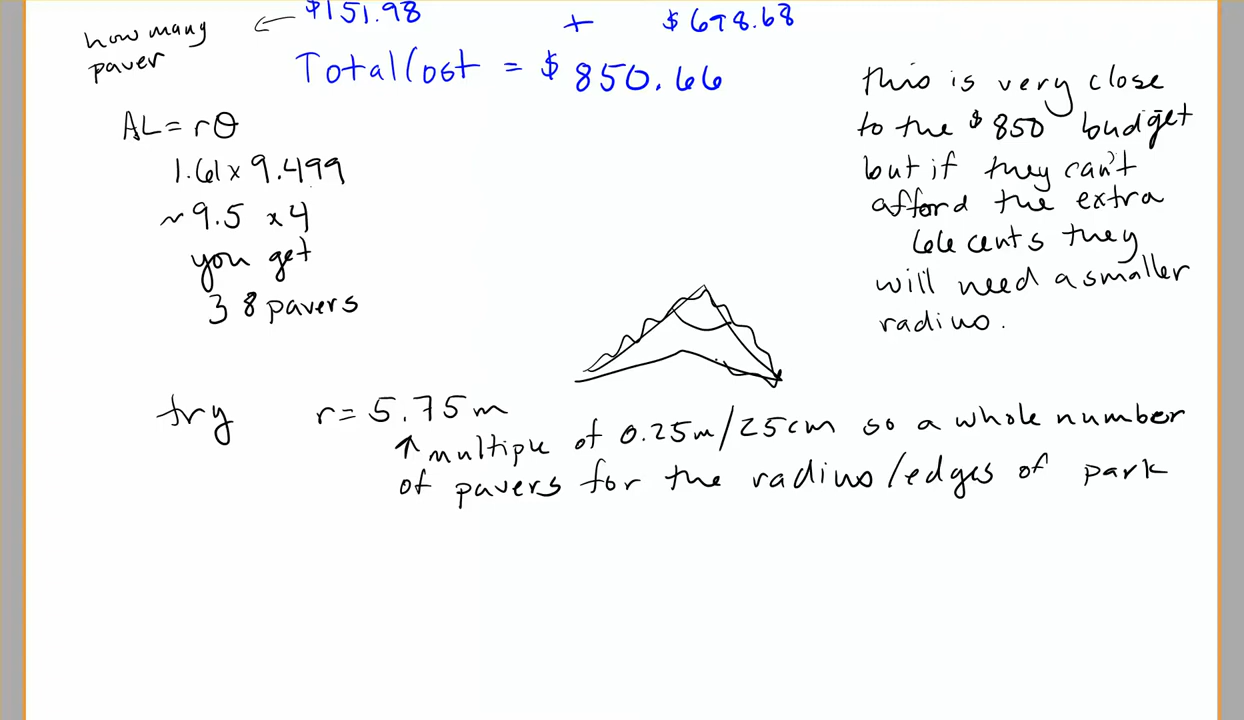 how many ← $151.98 + $698.68
paver
Total Cost = $850.66
AL = rθ
1.61 x 9.499
~ 9.5 x 4
you get
38 pavers
this is very close
to the $850 budget
but if they can't
afford the extra
66 cents they
will need a smaller
radius.
try r = 5.75m
↑ multiple of 0.25m/25cm so a whole number
of pavers for the radius/edges of park